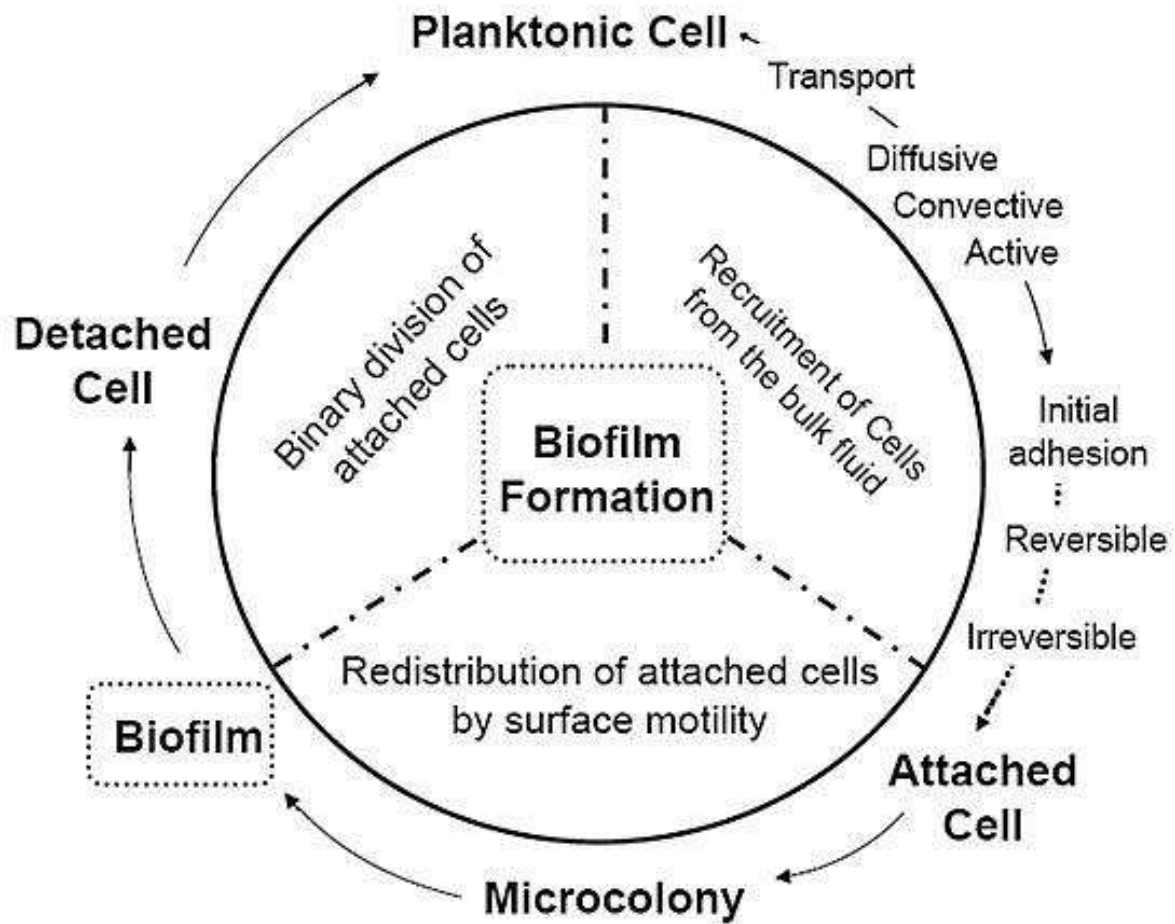 Planktonic Cell
Transport
Diffusive
Convective
Active
Initial
adhesion
Reversible
Irreversible
Attached
Cell
Microcolony
Biofilm
Detached
Cell
Binary division of
attached cells
Recruitment of Cells
from the bulk fluid
Biofilm
Formation
Redistribution of attached cells
by surface motility